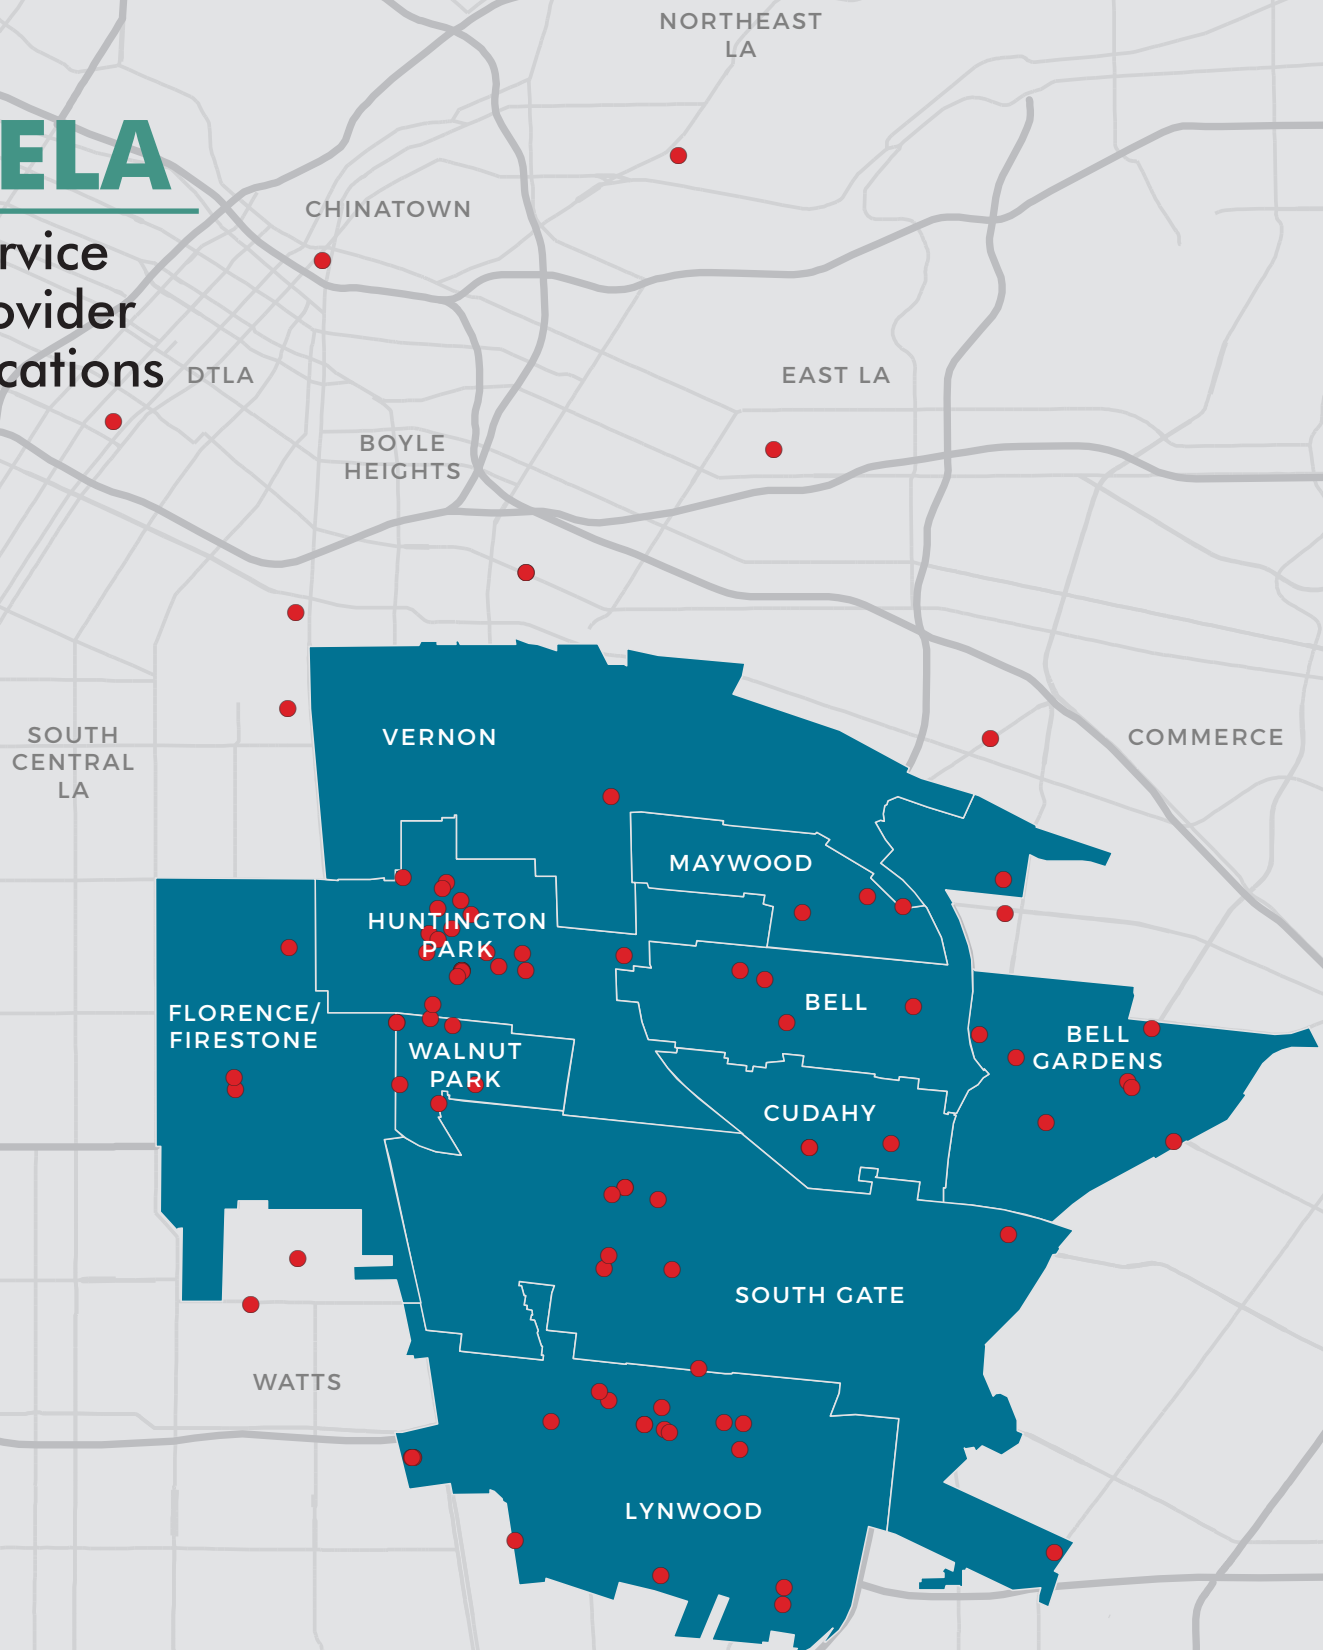 NORTHEAST
LA
ELA
CHINATOWN
rvice
ovider
cations
DTLA
EAST LA
BOYLE
HEIGHTS
SOUTH
CENTRAL
LA
VERNON
COMMERCE
MAYWOOD
HUNTINGTON
PARK
FLORENCE/
FIRESTONE
BELL
BELL
GARDENS
WALNUT
PARK
CUDAHY
SOUTH GATE
WATTS
LYNWOOD